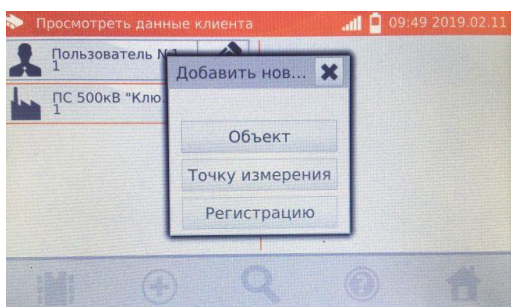 Просмотреть данные клиента 09:49 2019.02.11
Пользователь №1
1
ПС 500кВ "Клю
1
Добавить нов...
Объект
Точку измерения
Регистрацию